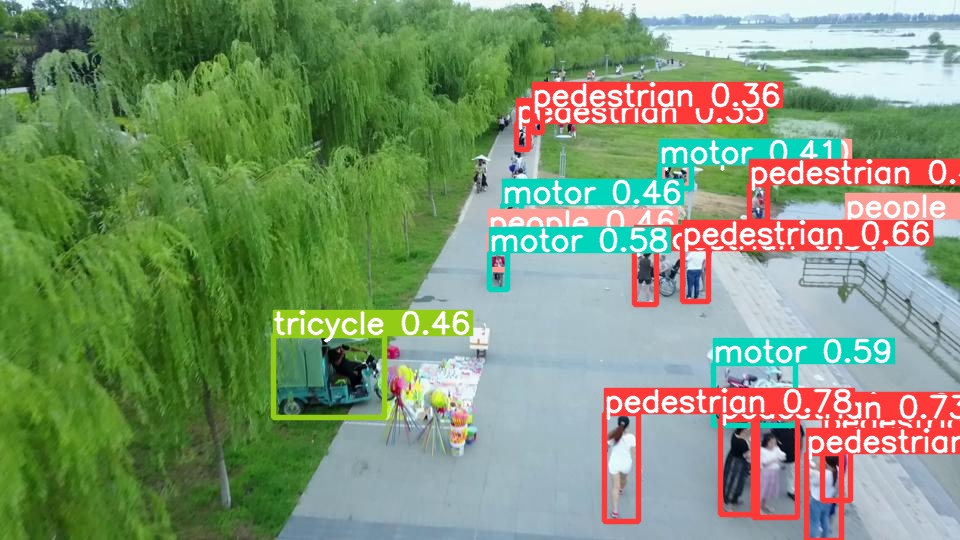 pedestrian 0.36
pedestrian 0.35
motor 0.41
pedestrian 0.
motor 0.46
people
people 0.46
motor 0.58
pedestrian 0.66
tricycle 0.46
motor 0.59
pedestrian 0.78
0.73
pedestrian